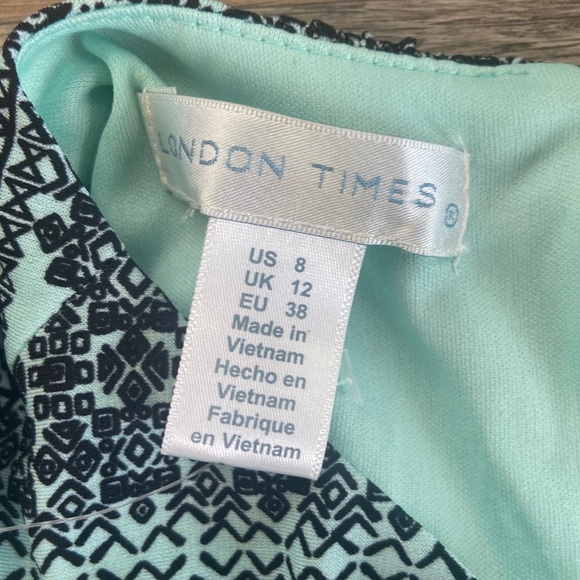 LONDON TIMES ®
US 8
UK 12
EU 38
Made in
Vietnam
Hecho en
Vietnam
Fabrique
en Vietnam